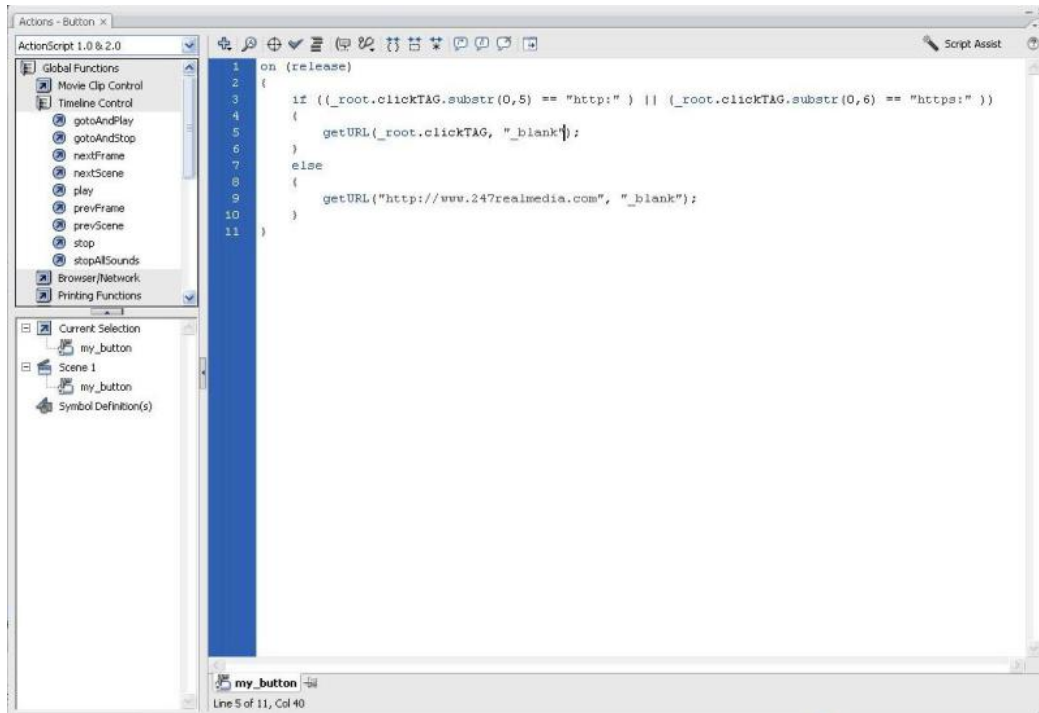 Actions - Button ×
ActionScript 1.0 & 2.0
Script Assist
Global Functions
Movie Clip Control
Timeline Control
gotoAndPlay
gotoAndStop
nextFrame
nextScene
play
prevFrame
prevScene
stop
stopAllSounds
Browser/Network
Printing Functions
Current Selection
my_button
Scene 1
my_button
Symbol Definition(s)
1 on (release)
2 {
3 if ((_root.clickTAG.substr(0,5) == "http:" ) || (_root.clickTAG.substr(0,6) == "https:" ))
4 {
5 getURL(_root.clickTAG, "_blank");
6 }
7 else
8 {
9 getURL("http://www.247realmedia.com", "_blank");
10 }
11 }
my_button
Line 5 of 11, Col 40